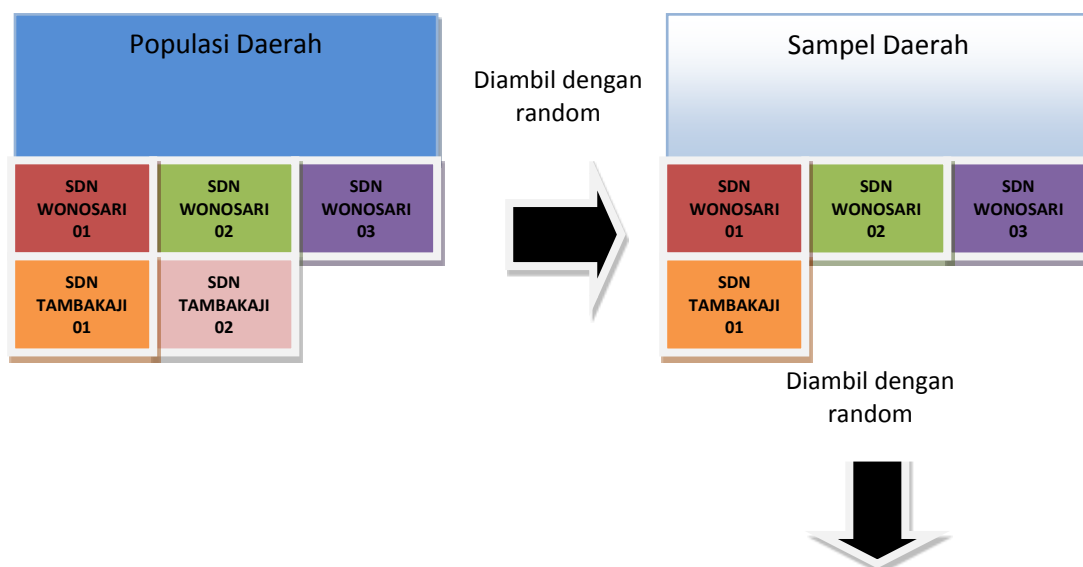 Populasi Daerah
SDN
WONOSARI
01
SDN
WONOSARI
02
SDN
WONOSARI
03
SDN
TAMBAKAJI
01
SDN
TAMBAKAJI
02
Diambil dengan
random
Sampel Daerah
SDN
WONOSARI
01
SDN
WONOSARI
02
SDN
WONOSARI
03
SDN
TAMBAKAJI
01
Diambil dengan
random